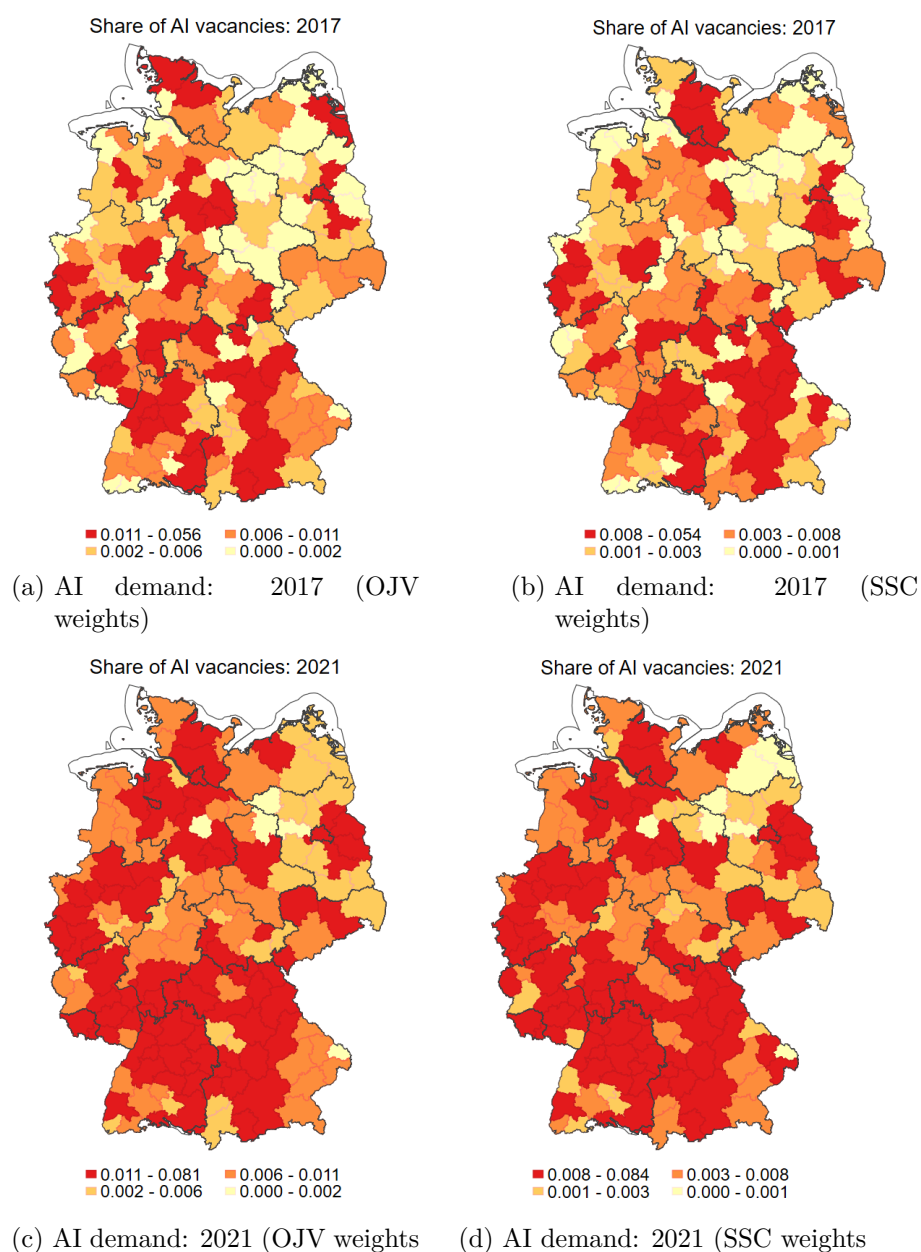 Share of AI vacancies: 2017
Share of AI vacancies: 2017
0.011 - 0.056 0.006 - 0.011
0.002 - 0.006 0.000 - 0.002
0.008 - 0.054 0.003 - 0.008
0.001 - 0.003 0.000 - 0.001
(a) AI demand: 2017 (OJV
weights)
(b) AI demand: 2017 (SSC
weights)
Share of AI vacancies: 2021
Share of AI vacancies: 2021
0.011 - 0.081 0.006 - 0.011
0.002 - 0.006 0.000 - 0.002
0.008 - 0.084 0.003 - 0.008
0.001 - 0.003 0.000 - 0.001
(c) AI demand: 2021 (OJV weights
(d) AI demand: 2021 (SSC weights